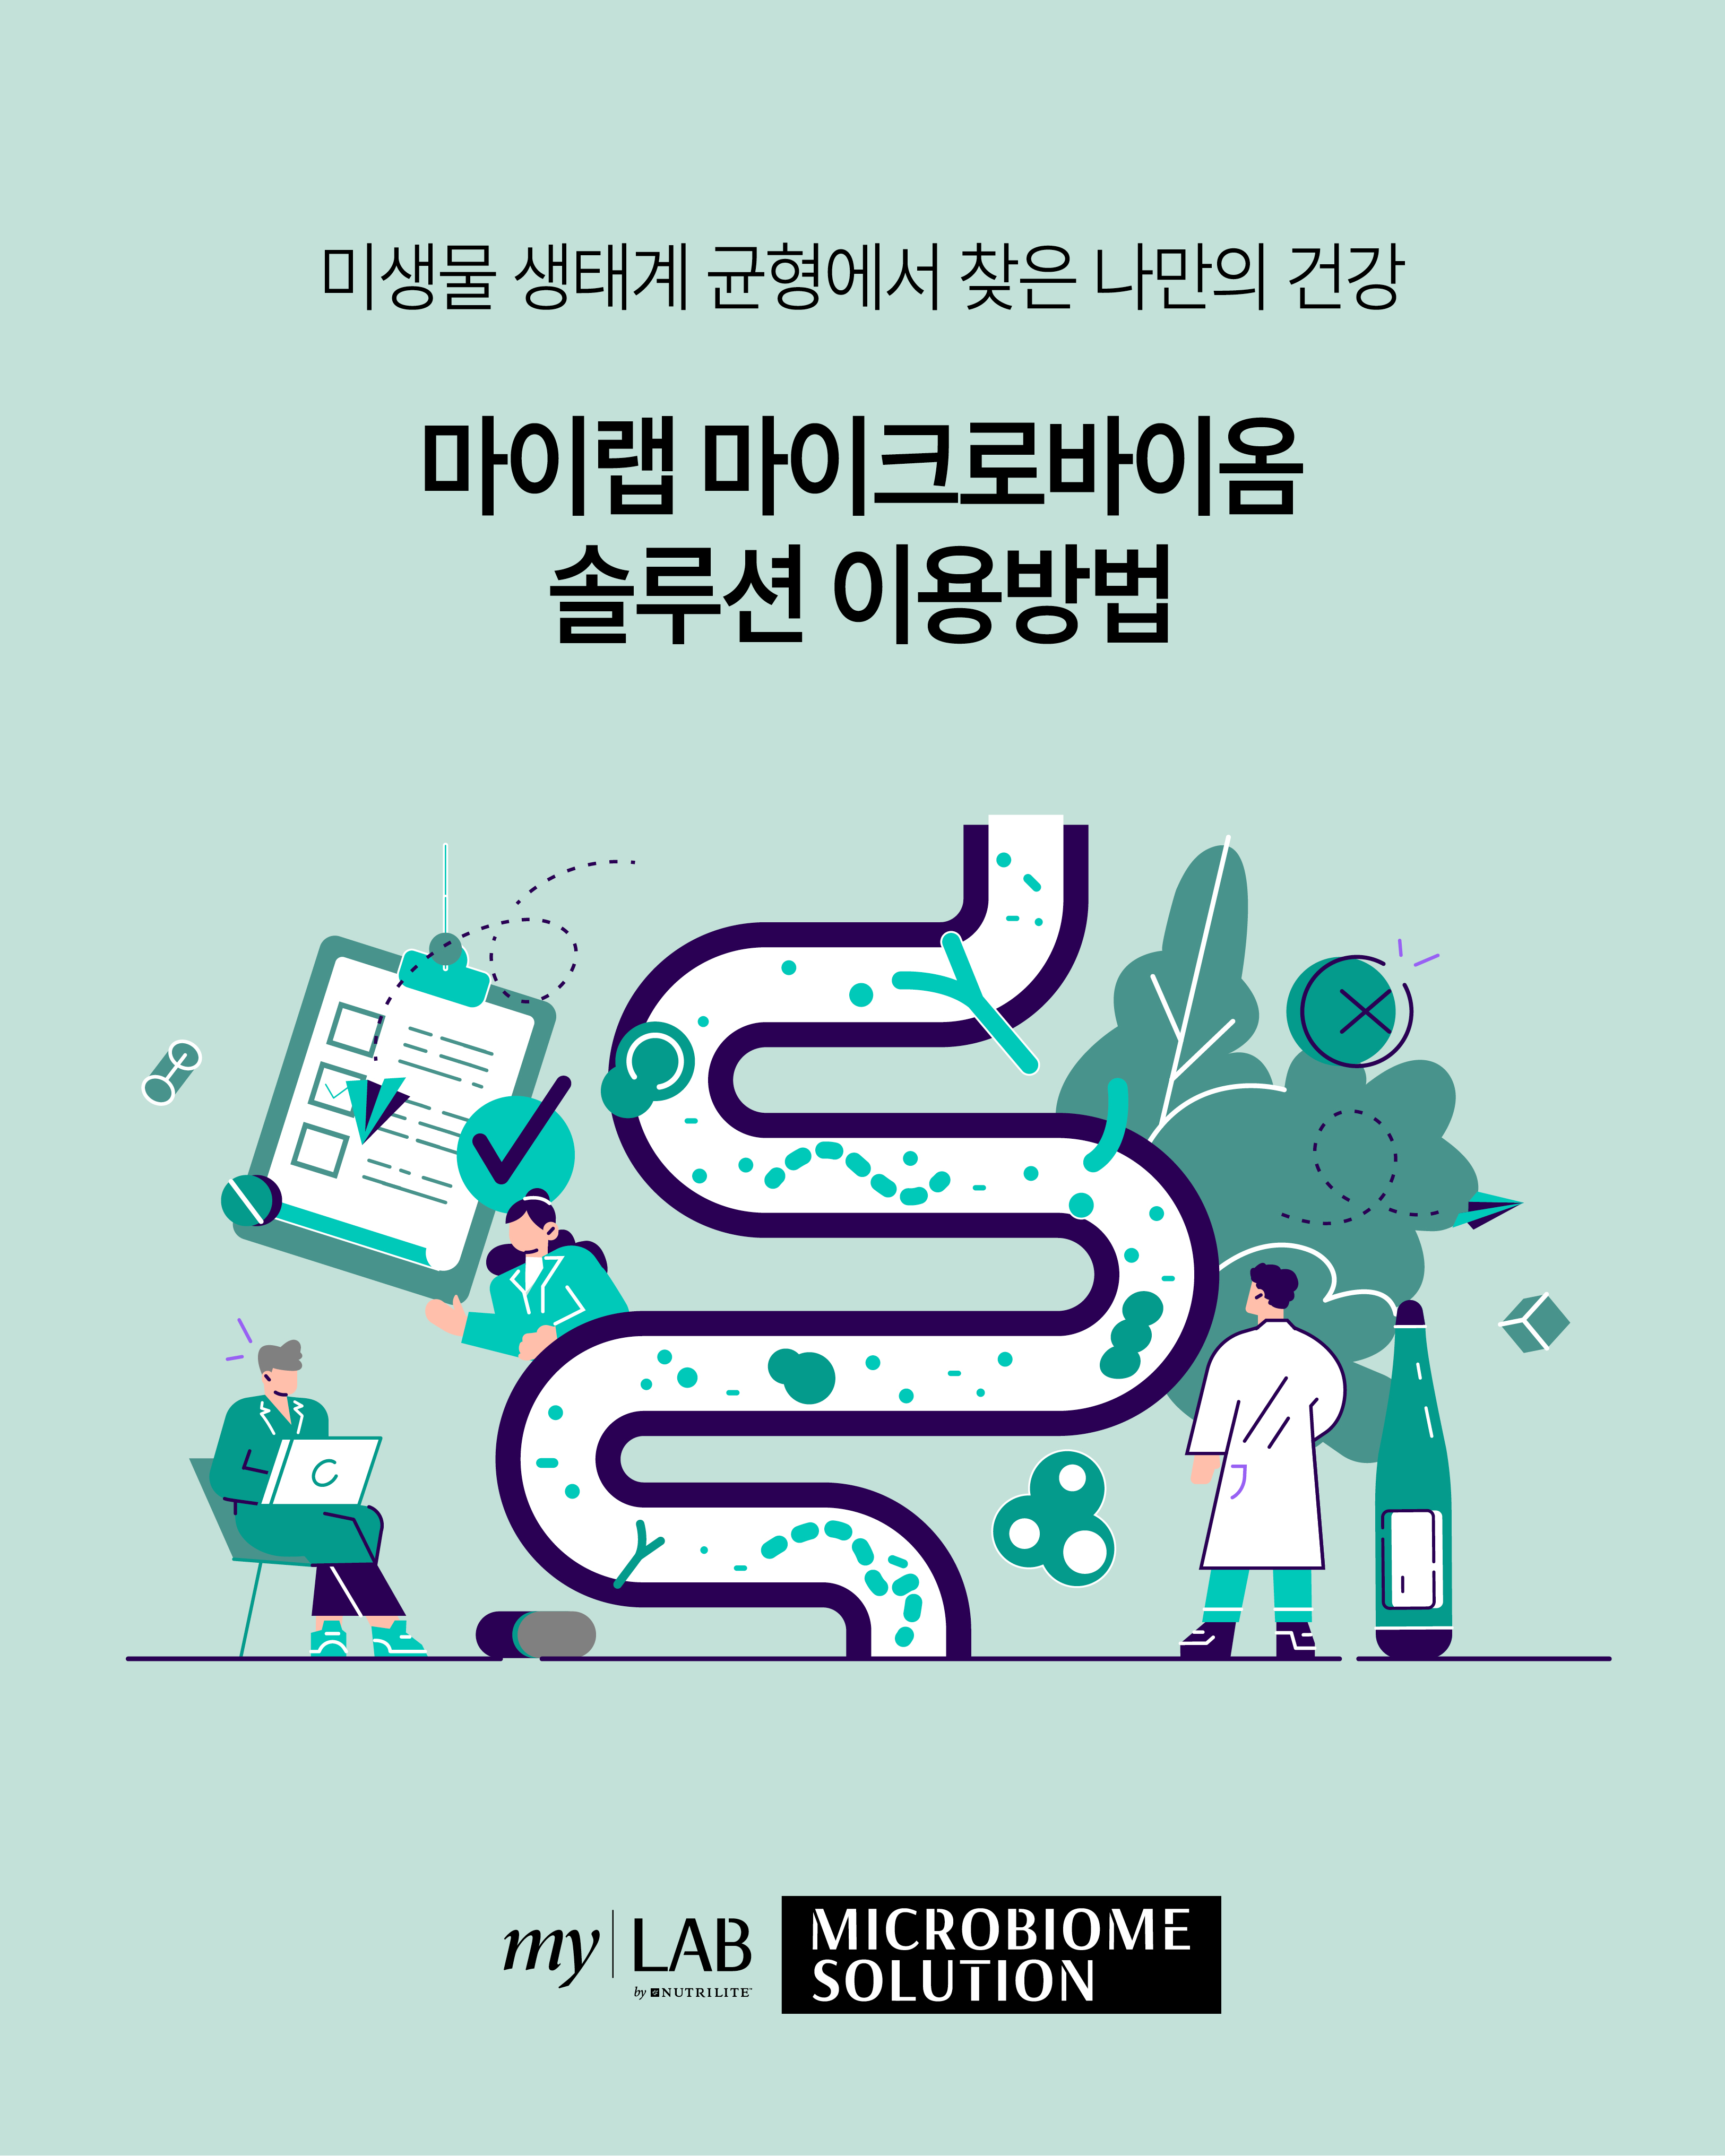 미생물 생태계 균형에서 찾은 나만의 건강
마이랩 마이크로바이옴
솔루션 이용방법
my LAB
by NUTRILITE™
MICROBIOME
SOLUTION